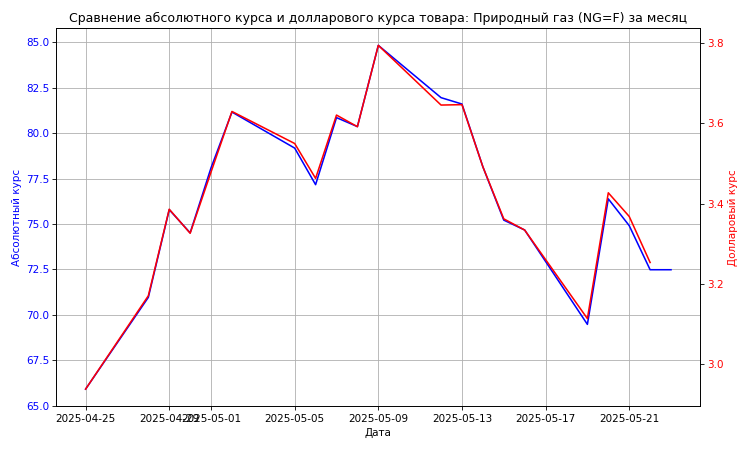 Сравнение абсолютного курса и долларового курса товара: Природный газ (NG=F) за месяц
85.0
82.5
80.0
77.5
75.0
72.5
70.0
67.5
65.0
Абсолютный курс
3.8
3.6
3.4
3.2
3.0
Долларовый курс
2025-04-25 2025-04-29 2025-05-01 2025-05-05 2025-05-09 2025-05-13 2025-05-17 2025-05-21
Дата